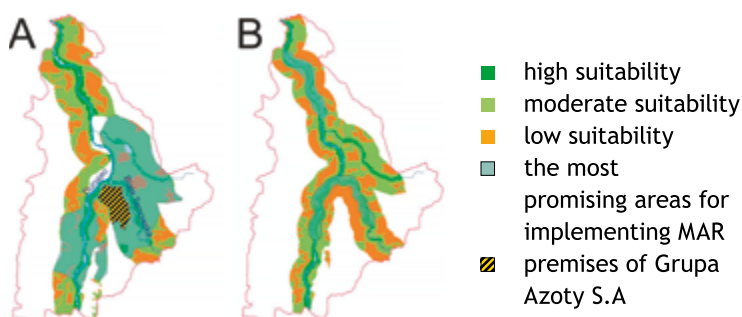 A
B
high suitability
moderate suitability
low suitability
the most
promising areas for
implementing MAR
premises of Grupa
Azoty S.A